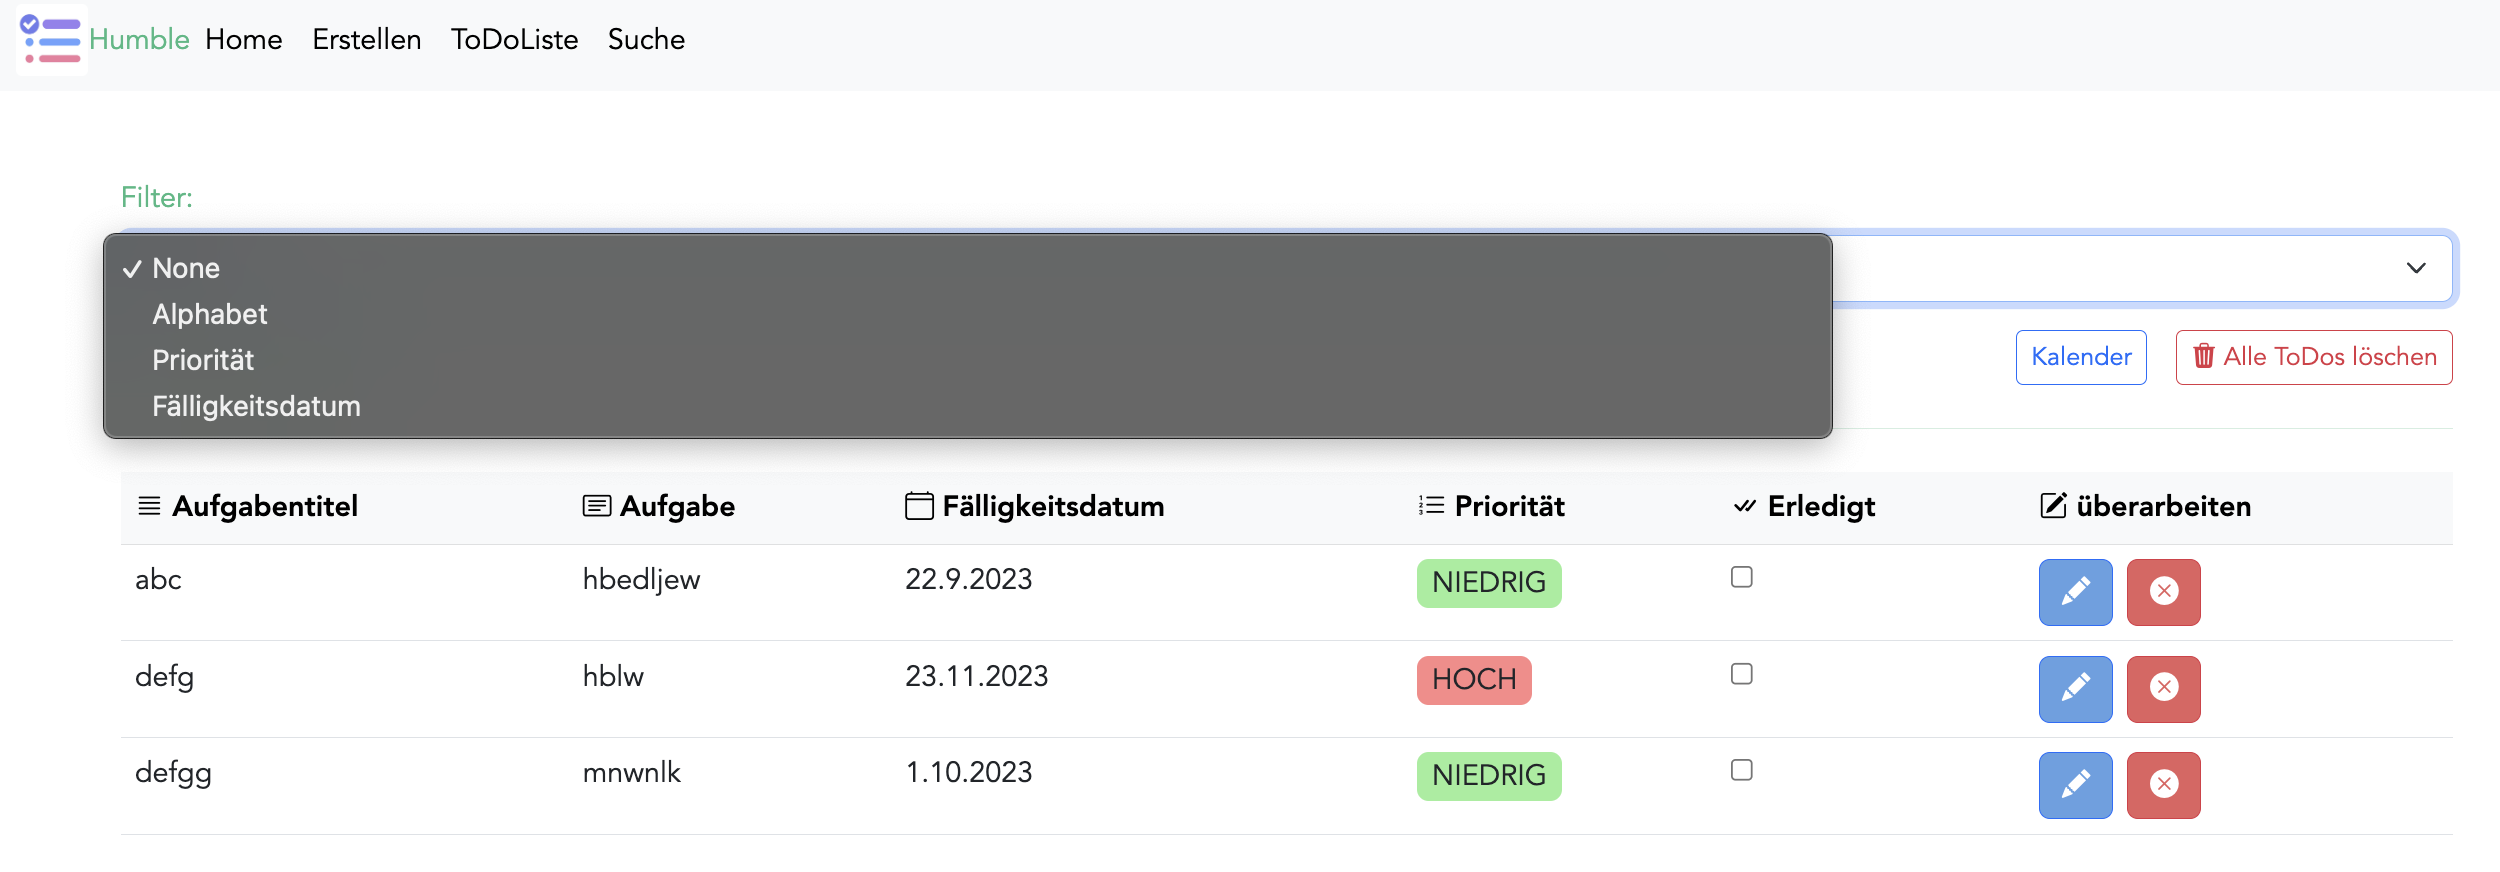 Humble Home Erstellen ToDoListe Suche
Filter:
None
Alphabet
Priorität
Fälligkeitsdatum
Kalender Alle ToDos löschen
Aufgabentitel Aufgabe Fälligkeitsdatum Priorität Erledigt überarbeiten
abc hbedljew 22.9.2023 NIEDRIG
defg hblw 23.11.2023 HOCH
defgg mnwnlk 1.10.2023 NIEDRIG